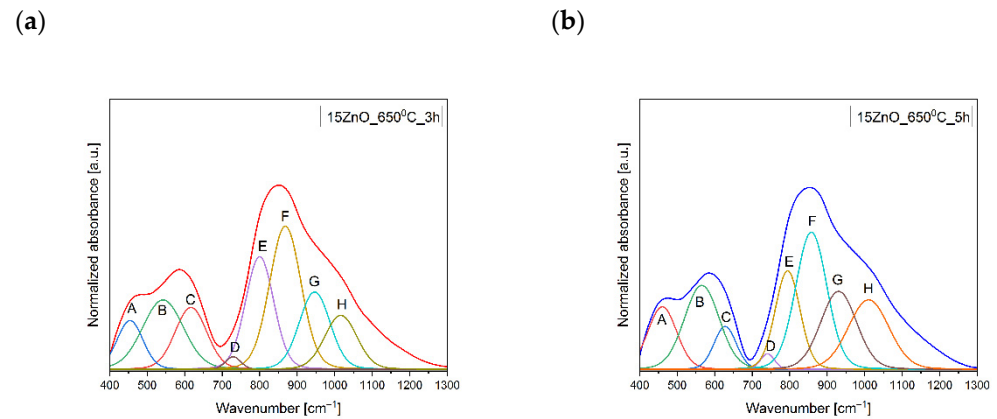 (a)
(b)
15ZnO_650⁰C_3h
Normalized absorbance [a.u.]
A
B
C
D
E
F
G
H
400 500 600 700 800 900 1000 1100 1200 1300
Wavenumber [cm⁻¹]
15ZnO_650⁰C_5h
Normalized absorbance [a.u.]
A
B
C
D
E
F
G
H
400 500 600 700 800 900 1000 1100 1200 1300
Wavenumber [cm⁻¹]